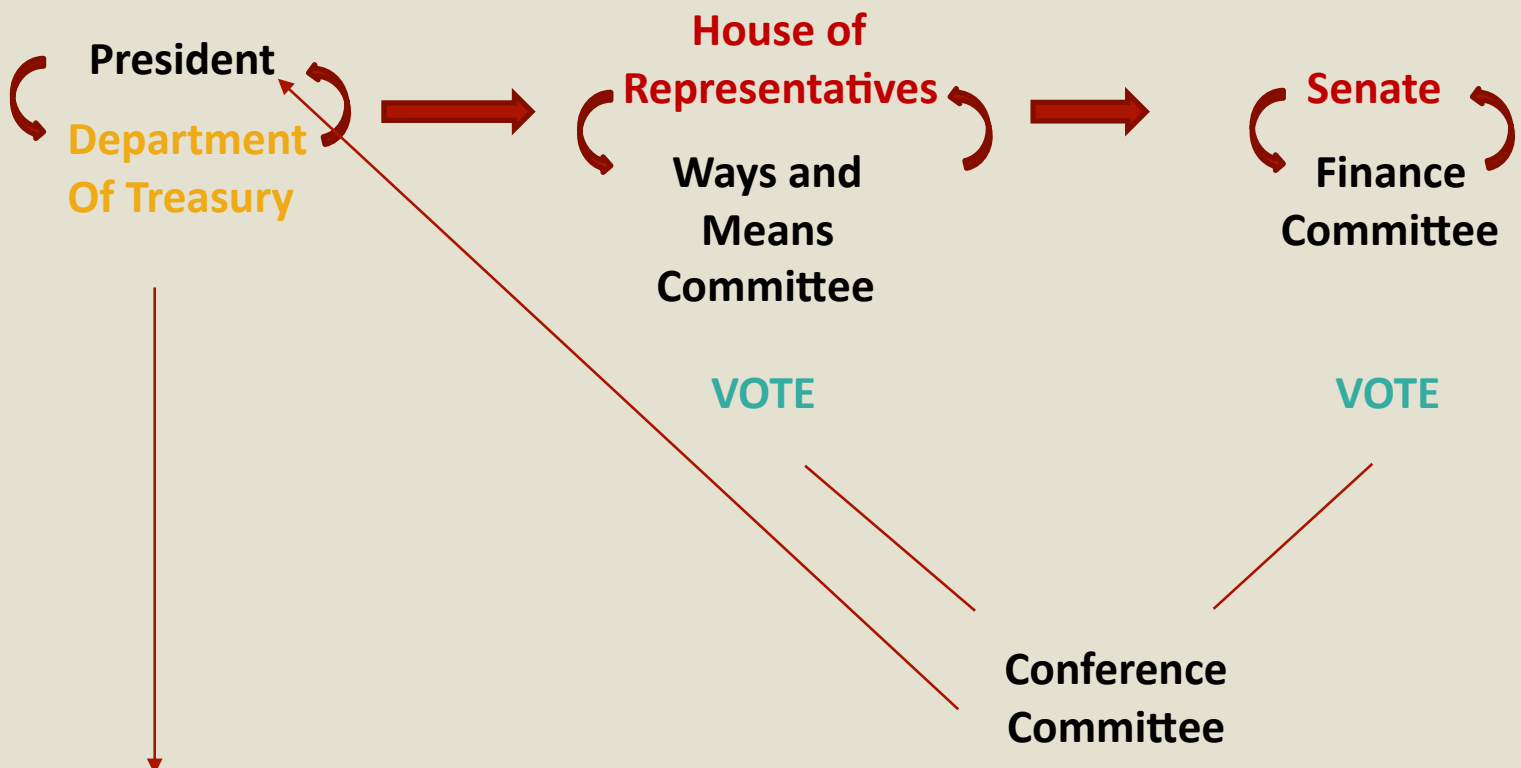 President
Department
Of Treasury
House of
Representatives
Ways and
Means
Committee
VOTE
Senate
Finance
Committee
VOTE
Conference
Committee